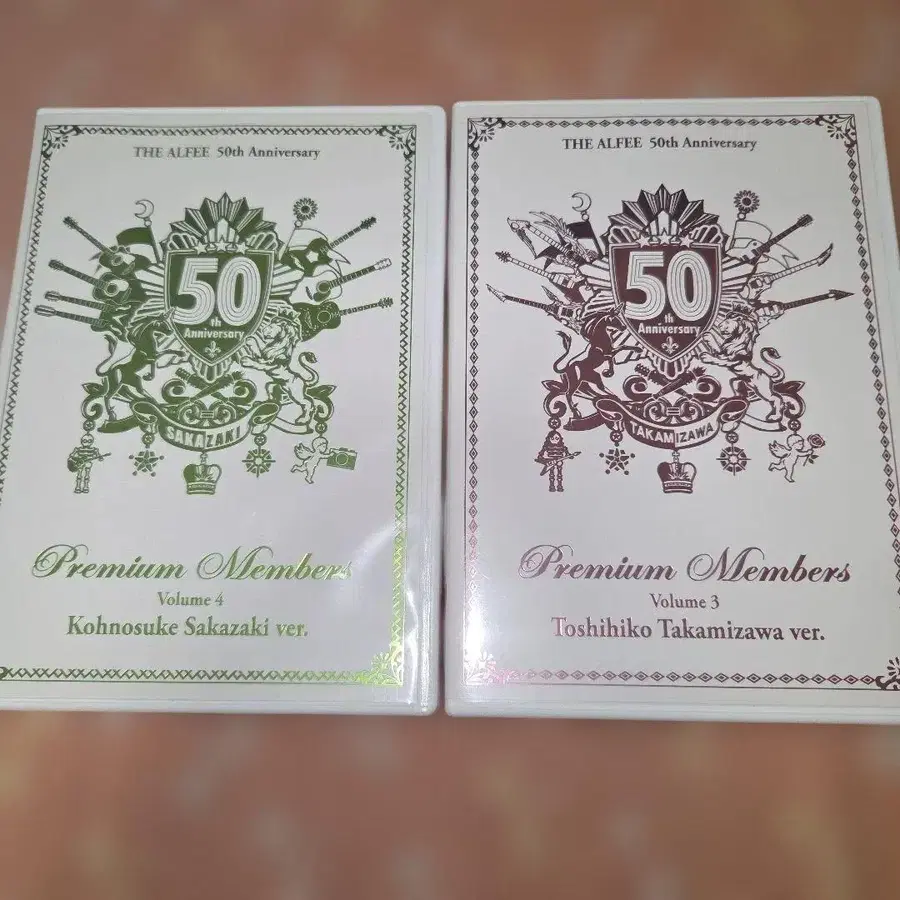 THE ALFEE 50th Anniversary
50
th
Anniversary
SAKAZAKI
Premium Members
Volume 4
Kohnosuke Sakazaki ver.
THE ALFEE 50th Anniversary
50
th
Anniversary
TAKAMIZAWA
Premium Members
Volume 3
Toshihiko Takamizawa ver.